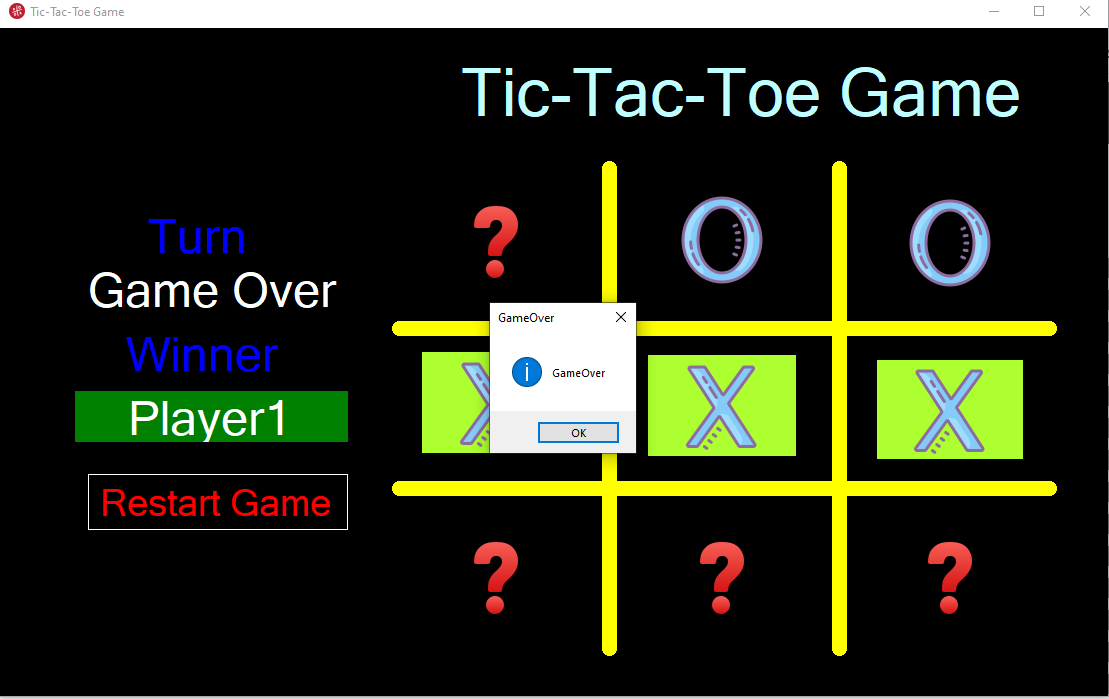 Tic-Tac-Toe Game
Tic-Tac-Toe Game
Turn
Game Over
Winner
Player1
Restart Game
? O O
GameOver
GameOver
OK
X X X
? ? ?